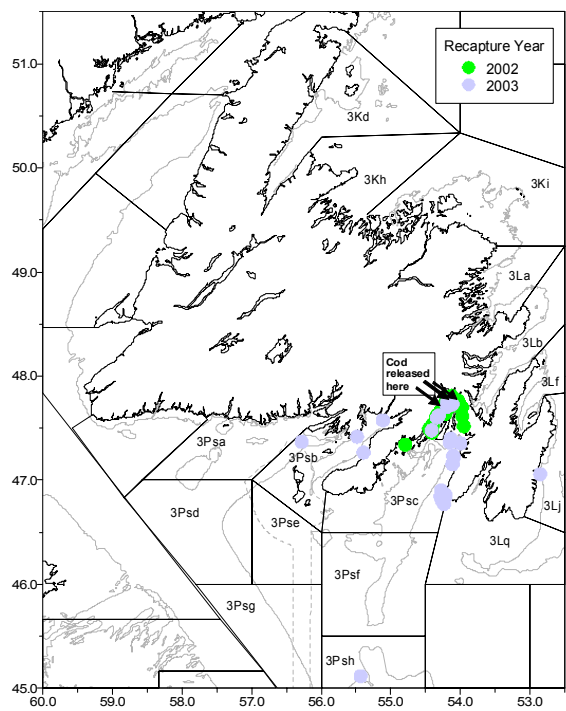 Recapture Year
2002
2003
51.0
50.0
49.0
48.0
47.0
46.0
45.0
3Kd
3Kh
3Ki
3La
3Lb
3Lf
Cod
released
here
3Psa
3Psb
3Psc
3Lj
3Psd
3Pse
3Lq
3Psf
3Psg
3Psh
60.0 59.0 58.0 57.0 56.0 55.0 54.0 53.0